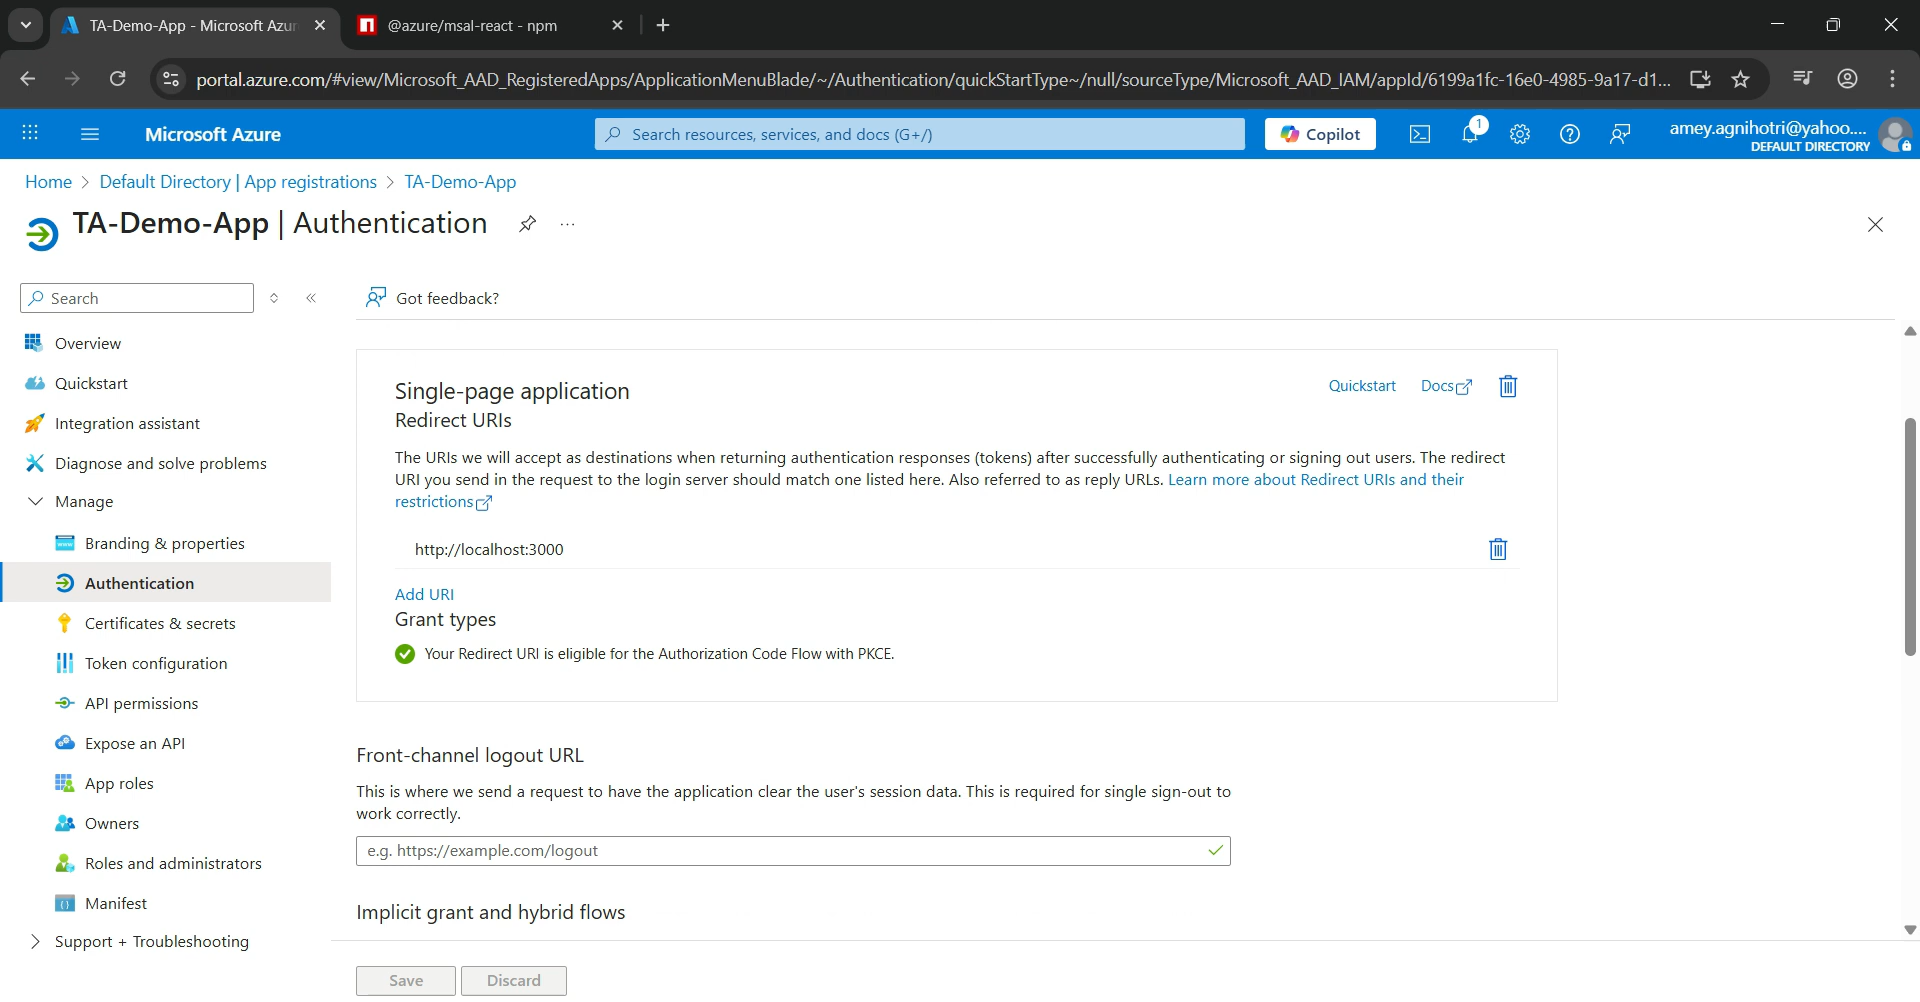 TA-Demo-App - Microsoft Azur
@azure/msal-react - npm
portal.azure.com/#view/Microsoft_AAD_RegisteredApps/ApplicationMenuBlade/~/Authentication/quickStartType~/null/sourceType/Microsoft_AAD_IAM/appId/6199a1fc-16e0-4985-9a17-d1...
Microsoft Azure
Search resources, services, and docs (G+/)
Copilot
1
amey.agnihotri@yahoo....
DEFAULT DIRECTORY
Home > Default Directory | App registrations > TA-Demo-App
TA-Demo-App | Authentication
Search
Got feedback?
Overview
Quickstart
Integration assistant
Diagnose and solve problems
Manage
Branding & properties
Authentication
Certificates & secrets
Token configuration
API permissions
Expose an API
App roles
Owners
Roles and administrators
Manifest
Support + Troubleshooting
Single-page application
Quickstart
Docs
Redirect URIs
The URIs we will accept as destinations when returning authentication responses (tokens) after successfully authenticating or signing out users. The redirect
URI you send in the request to the login server should match one listed here. Also referred to as reply URLs. Learn more about Redirect URIs and their
restrictions
http://localhost:3000
Add URI
Grant types
Your Redirect URI is eligible for the Authorization Code Flow with PKCE.
Front-channel logout URL
This is where we send a request to have the application clear the user's session data. This is required for single sign-out to
work correctly.
e.g. https://example.com/logout
Implicit grant and hybrid flows
Save
Discard